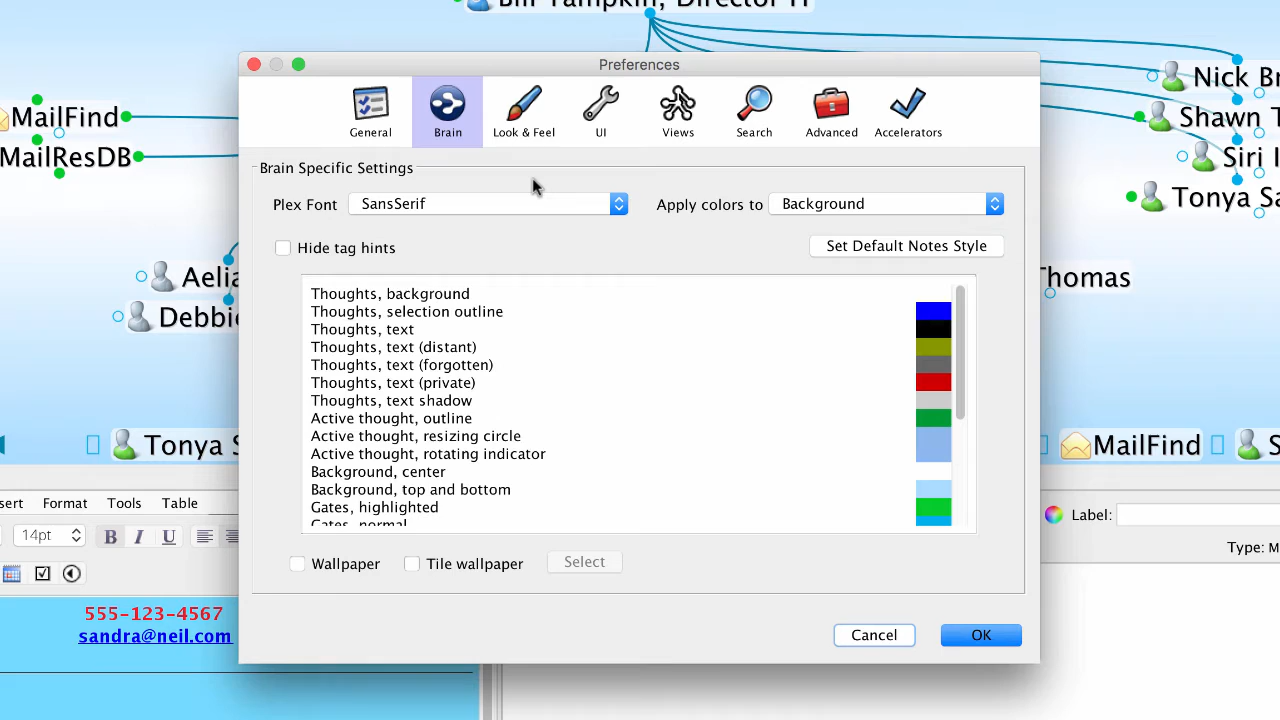 Bill Tampkin, Director IT
Preferences
General
Brain
Look & Feel
UI
Views
Search
Advanced
Accelerators
Nick Br
Shawn T
Siri I
Tonya Sa
MailFind
MailResDB
Brain Specific Settings
Plex Font
SansSerif
Apply colors to
Background
Hide tag hints
Set Default Notes Style
Aelia
Debbie
Thomas
Thoughts, background
Thoughts, selection outline
Thoughts, text
Thoughts, text (distant)
Thoughts, text (forgotten)
Thoughts, text (private)
Thoughts, text shadow
Active thought, outline
Active thought, resizing circle
Active thought, rotating indicator
Background, center
Background, top and bottom
Gates, highlighted
Gates, normal
Tonya S
MailFind
S
sert Format Tools Table
14pt
B I U
Label:
Type: M
Wallpaper
Tile wallpaper
Select
555-123-4567
sandra@neil.com
Cancel
OK